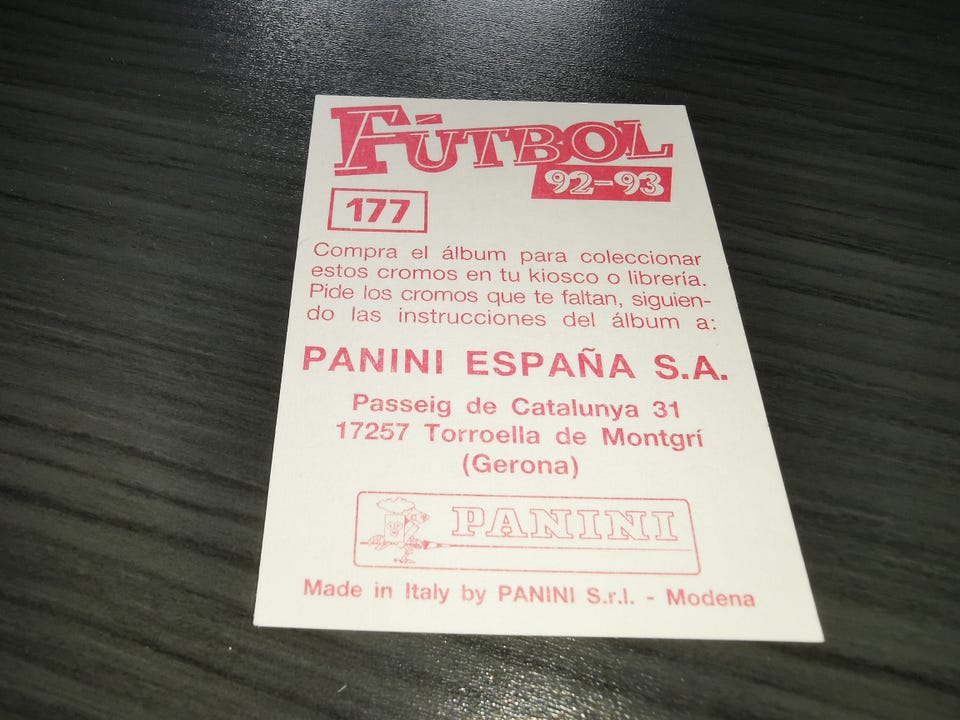 FÚTBOL
92-93
177
Compra el álbum para coleccionar
estos cromos en tu kiosco o librería.
Pide los cromos que te faltan, siguien-
do las instrucciones del álbum a:
PANINI ESPAÑA S.A.
Passeig de Catalunya 31
17257 Torroella de Montgrí
(Gerona)
PANINI
Made in Italy by PANINI S.r.l. - Modena